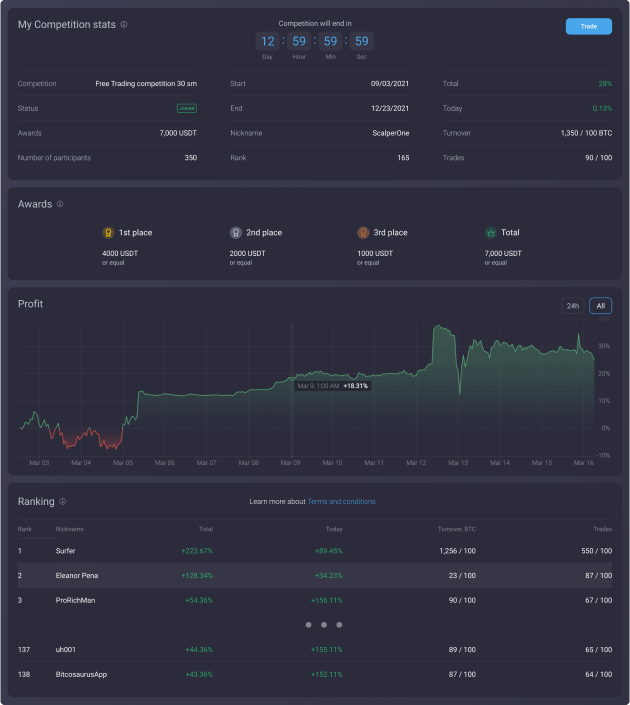 My Competition stats
Competition will end in
12 : 59 : 59 : 59
Day Hour Min Sec
Trade
Competition Free Trading competition 30 sm Start 09/03/2021 Total 28%
Status Joined End 12/23/2021 Today 0.13%
Awards 7,000 USDT Nickname ScalperOne Turnover 1,350 / 100 BTC
Number of participants 350 Rank 165 Trades 90 / 100
Awards
1st place 2nd place 3rd place Total
4000 USDT 2000 USDT 1000 USDT 7,000 USDT
or equal or equal or equal or equal
Profit 24h All
40%
30%
20%
Mar 9, 1:00 AM +18.31%
10%
0%
-10%
Mar 03 Mar 04 Mar 05 Mar 06 Mar 07 Mar 08 Mar 09 Mar 10 Mar 11 Mar 12 Mar 13 Mar 14 Mar 15 Mar 16
Ranking Learn more about Terms and conditions
Rank Nickname Total Today Turnover, BTC Trades
1 Surfer +223.67% +89.45% 1,256 / 100 550 / 100
2 Eleanor Pena +128.34% +34.23% 23 / 100 87 / 100
3 ProRichMan +54.36% +156.11% 90 / 100 67 / 100
137 uh001 +44.36% +155.11% 89 / 100 65 / 100
138 BitcosaurusApp +43.36% +152.11% 87 / 100 64 / 100